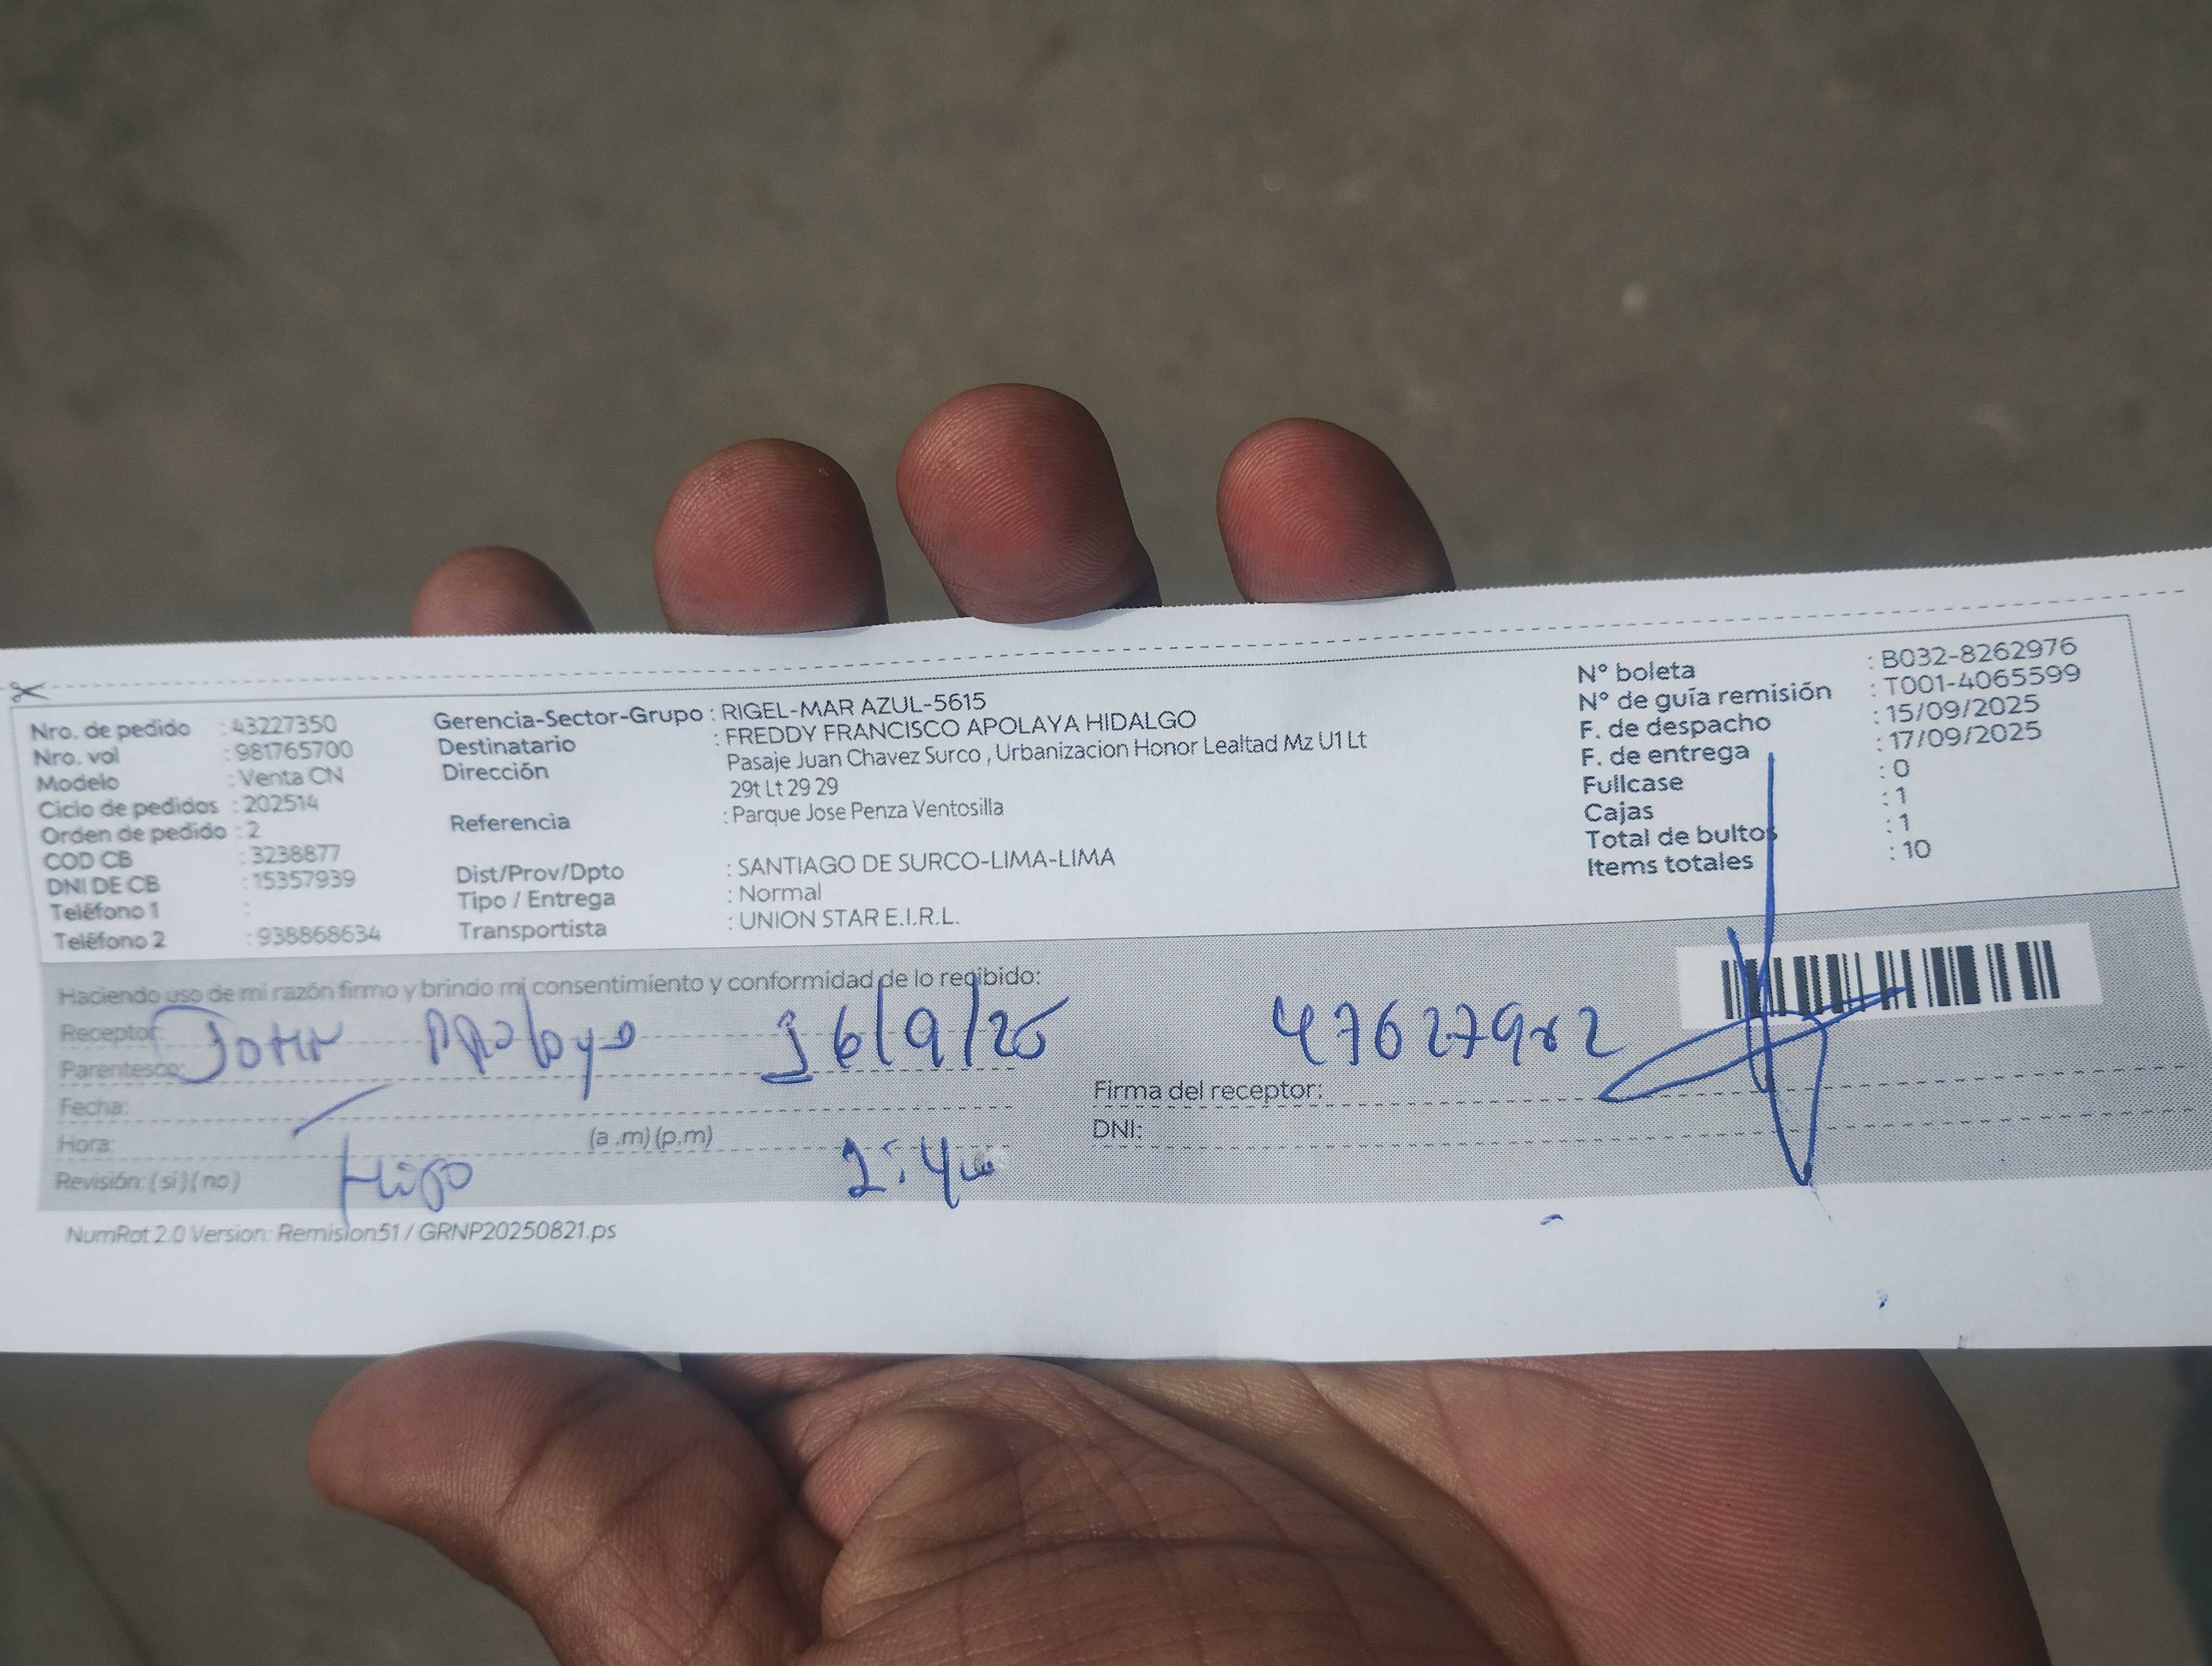 Nro. de pedido : 43227350
Nro. vol : 981765700
Modelo : Venta CN
Ciclo de pedidos : 202514
Orden de pedido : 2
COD CB : 3238877
DNI DE CB : 15357939
Teléfono 1 :
Teléfono 2 : 938868634
Gerencia-Sector-Grupo : RIGEL-MAR AZUL-5615
Destinatario : FREDDY FRANCISCO APOLAYA HIDALGO
Dirección Pasaje Juan Chavez Surco , Urbanizacion Honor Lealtad Mz U1 Lt
29t Lt 29 29
Referencia : Parque Jose Penza Ventosilla
Dist/Prov/Dpto : SANTIAGO DE SURCO-LIMA-LIMA
Tipo / Entrega : Normal
Transportista : UNION STAR E.I.R.L.
N° boleta : B032-8262976
N° de guía remisión : T001-4065599
F. de despacho : 15/09/2025
F. de entrega : 17/09/2025
Fullcase : 0
Cajas : 1
Total de bultos : 1
Items totales : 10
Haciendo uso de mi razón firmo y brindo mi consentimiento y conformidad de lo recibido:
Receptor: John 16/9/25
Parentesco:
Fecha:
Hora: (a.m) (p.m)
Revisión: ( si ) ( no ) Hijo
Firma del receptor:
DNI:
NumRot 2.0 Version: Remision51 / GRNP20250821.ps